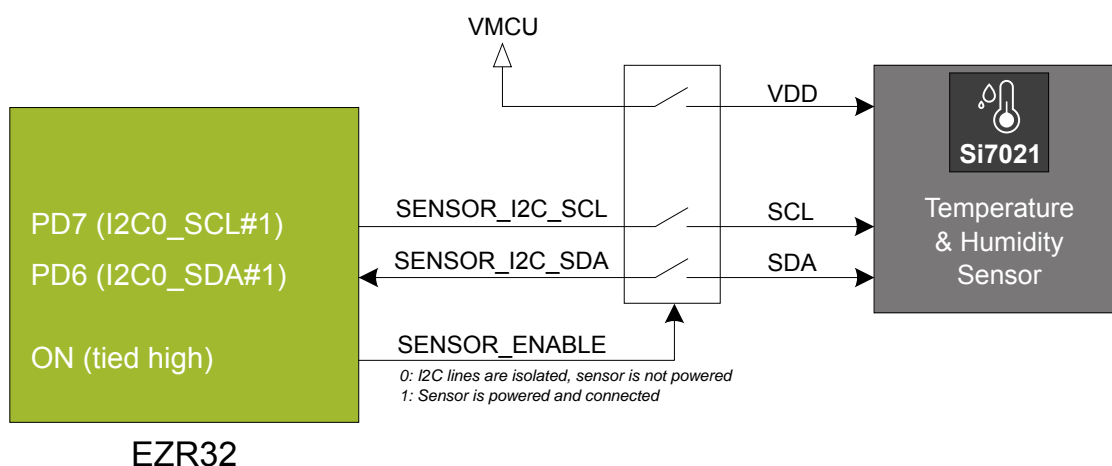 VMCU
VDD
Si7021
PD7 (I2C0_SCL#1)
SENSOR_I2C_SCL
SCL
Temperature
& Humidity
Sensor
PD6 (I2C0_SDA#1)
SENSOR_I2C_SDA
SDA
ON (tied high)
SENSOR_ENABLE
0: I2C lines are isolated, sensor is not powered
1: Sensor is powered and connected
EZR32